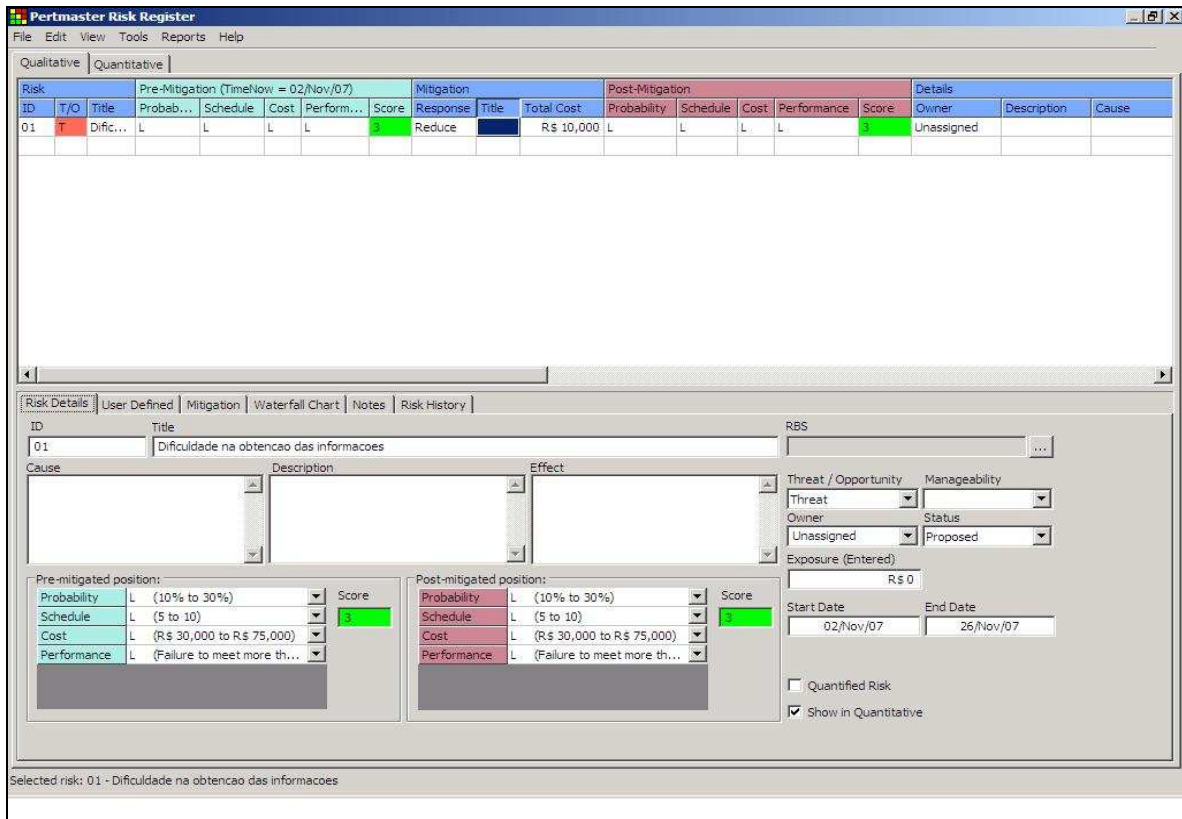 Pertmaster Risk Register
File Edit View Tools Reports Help
Qualitative Quantitative
Risk Pre-Mitigation (TimeNow = 02/Nov/07) Mitigation Post-Mitigation Details
ID T/O Title Probab... Schedule Cost Perform... Score Response Title Total Cost Probability Schedule Cost Performance Score Owner Description Cause
01 T Dific... L L L L 3 Reduce R$ 10,000 L L L L 3 Unassigned
Risk Details User Defined Mitigation Waterfall Chart Notes Risk History
ID Title RBS
01 Dificuldade na obtencao das informacoes ...
Cause Description Effect
Threat / Opportunity Manageability
Threat
Owner Status
Unassigned Proposed
Exposure (Entered)
R$ 0
Pre-mitigated position: Post-mitigated position:
Probability L (10% to 30%) Score Probability L (10% to 30%) Score
Schedule L (5 to 10) 3 Schedule L (5 to 10) 3
Cost L (R$ 30,000 to R$ 75,000) Cost L (R$ 30,000 to R$ 75,000)
Performance L (Failure to meet more th... Performance L (Failure to meet more th...
Start Date End Date
02/Nov/07 26/Nov/07
Quantified Risk
Show in Quantitative
Selected risk: 01 - Dificuldade na obtencao das informacoes